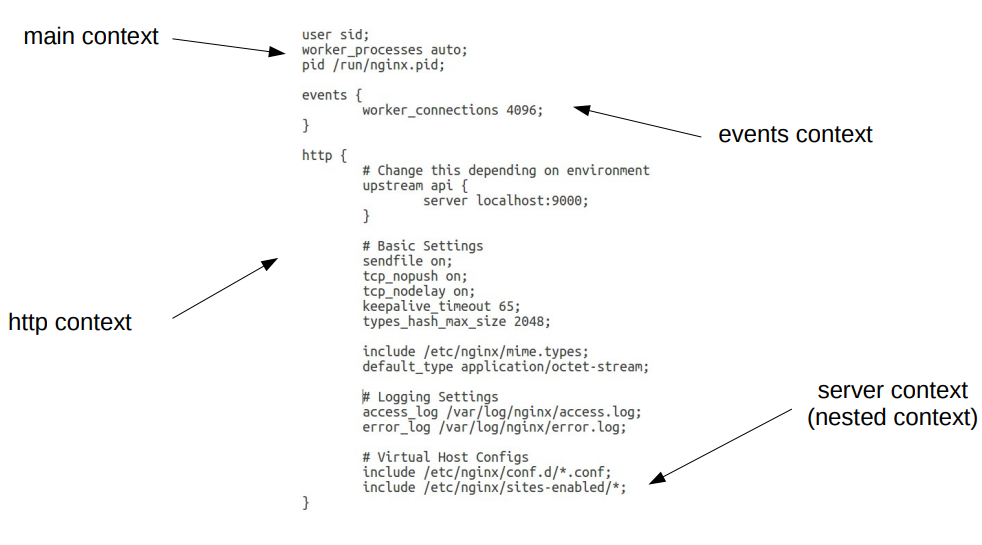 main context
user sid;
worker_processes auto;
pid /run/nginx.pid;
events {
worker_connections 4096;
}
events context
http {
# Change this depending on environment
upstream api {
server localhost:9000;
}
# Basic Settings
sendfile on;
tcp_nopush on;
tcp_nodelay on;
keepalive_timeout 65;
types_hash_max_size 2048;
http context
include /etc/nginx/mime.types;
default_type application/octet-stream;
# Logging Settings
access_log /var/log/nginx/access.log;
error_log /var/log/nginx/error.log;
server context
(nested context)
# Virtual Host Configs
include /etc/nginx/conf.d/*.conf;
include /etc/nginx/sites-enabled/*;
}